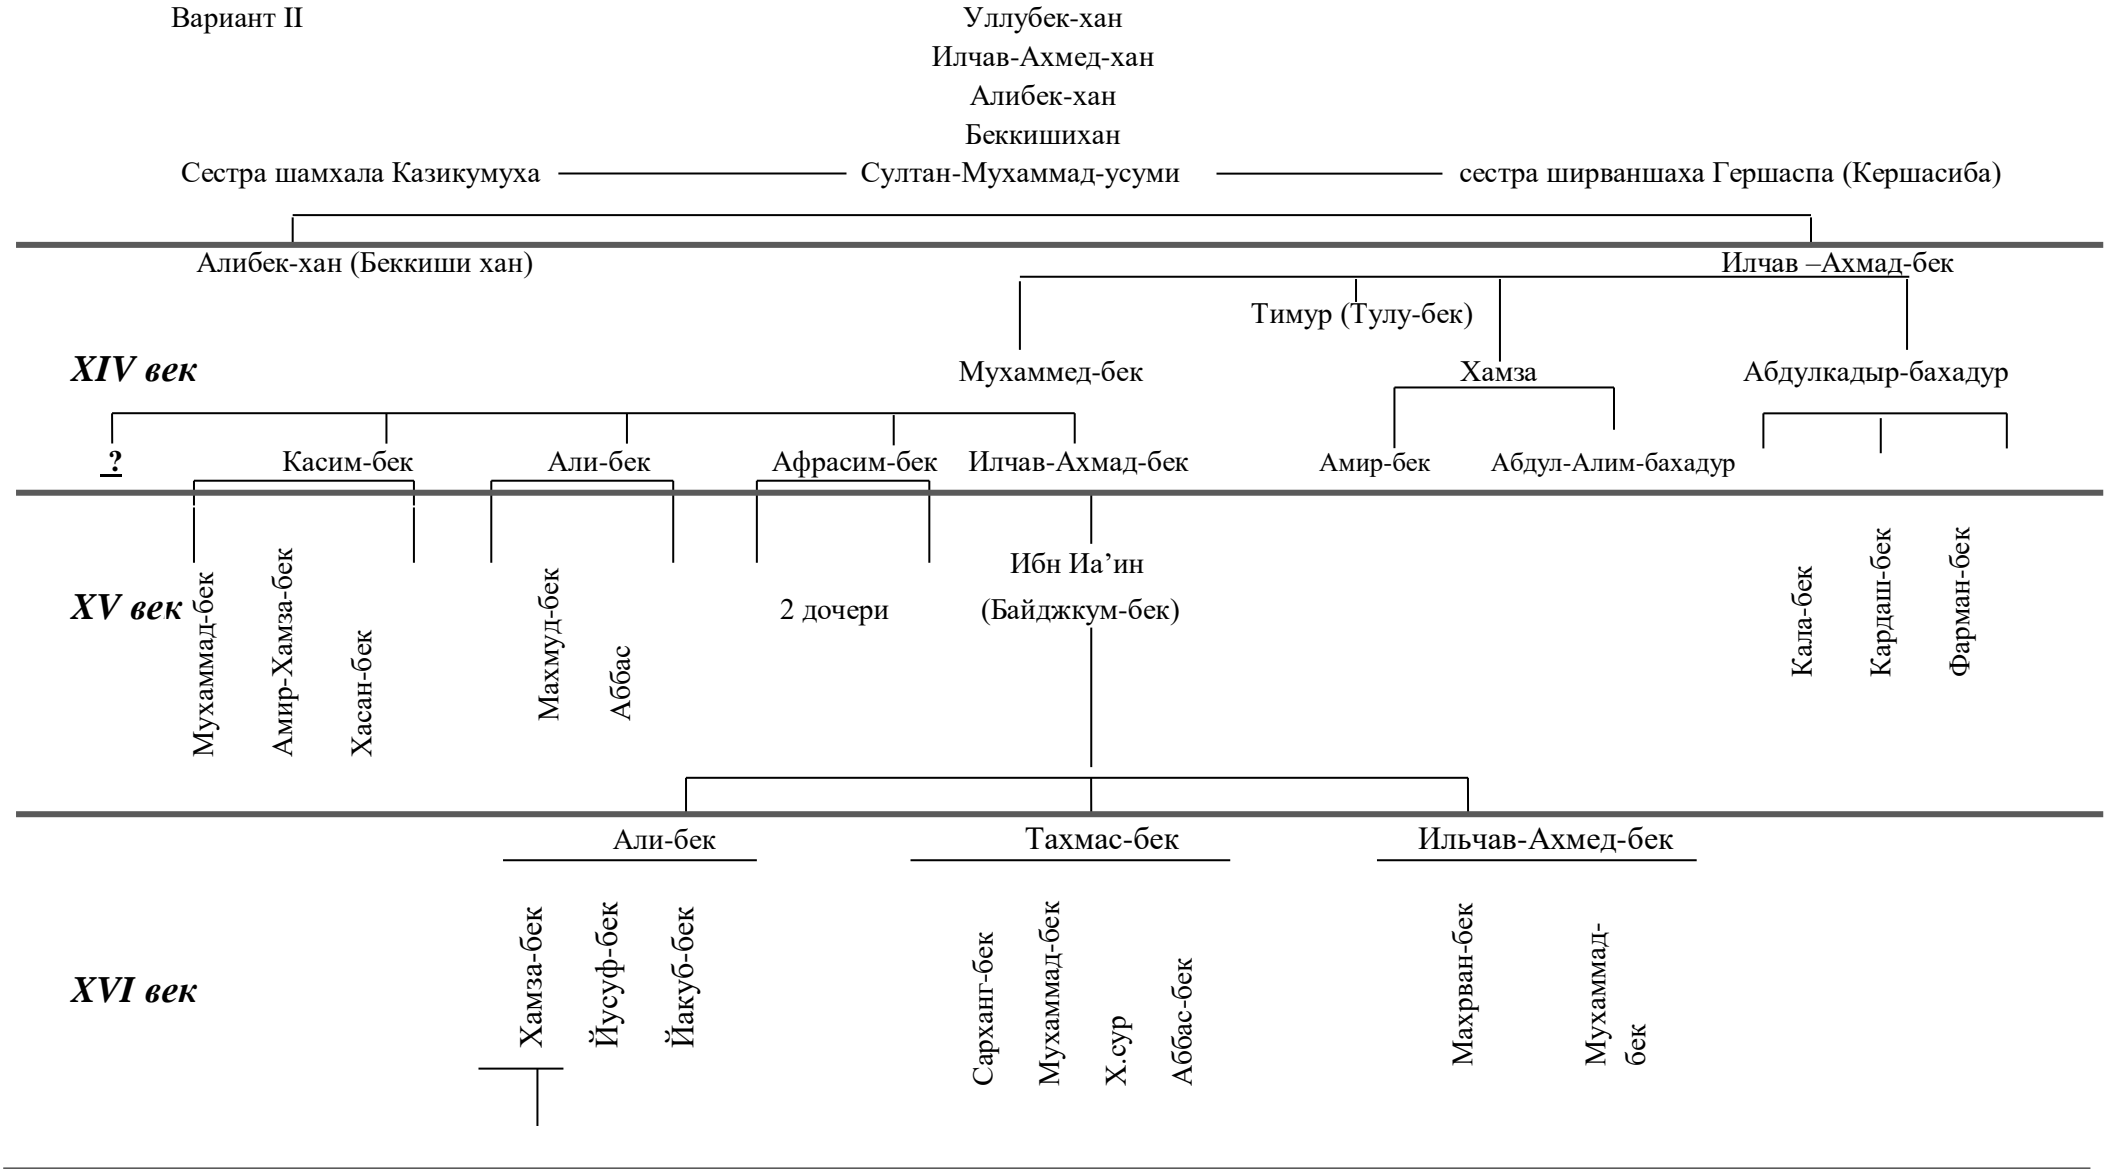 Вариант II
Уллубек-хан
Илчав-Ахмед-хан
Алибек-хан
Беккишихан
Сестра шамхала Казикумуха
Султан-Мухаммад-усуми
сестра ширваншаха Гершаспа (Кершасиба)
Алибек-хан (Беккиши хан)
Илчав –Ахмад-бек
Тимур (Тулу-бек)
XIV век
Мухаммед-бек
Хамза
Абдулкадыр-бахадур
?
Касим-бек
Али-бек
Афрасим-бек
Илчав-Ахмад-бек
Амир-бек
Абдул-Алим-бахадур
XV век
Мухаммад-бек
Амир-Хамза-бек
Хасан-бек
Махмуд-бек
Аббас
2 дочери
Ибн Иа’ин
(Байджкум-бек)
Кала-бек
Кардаш-бек
Фарман-бек
Али-бек
Тахмас-бек
Ильчав-Ахмед-бек
XVI век
Хамза-бек
Йусуф-бек
Йакуб-бек
Сарханг-бек
Мухаммад-бек
Х.сур
Аббас-бек
Махрван-бек
Мухаммад-
бек